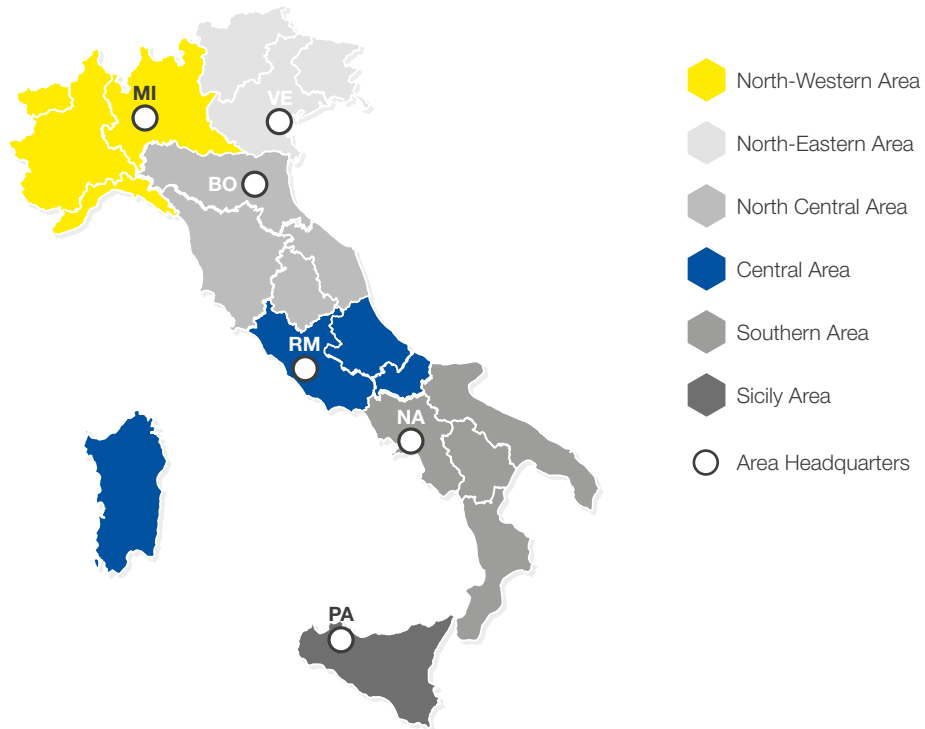 MI
VE
BO
RM
NA
PA
North-Western Area
North-Eastern Area
North Central Area
Central Area
Southern Area
Sicily Area
Area Headquarters